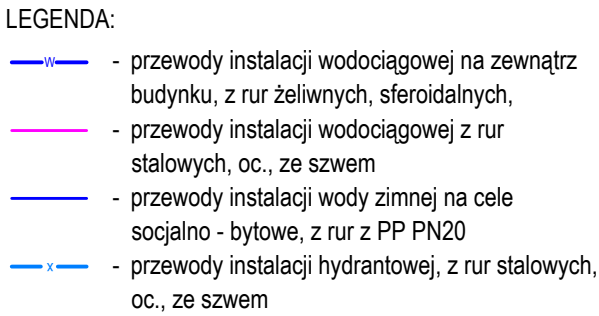 LEGENDA:
W - przewody instalacji wodociągowej na zewnątrz
budynku, z rur żeliwnych, sferoidalnych,
- przewody instalacji wodociągowej z rur
stalowych, oc., ze szwem
- przewody instalacji wody zimnej na cele
socjalno - bytowe, z rur z PP PN20
x - przewody instalacji hydrantowej, z rur stalowych,
oc., ze szwem